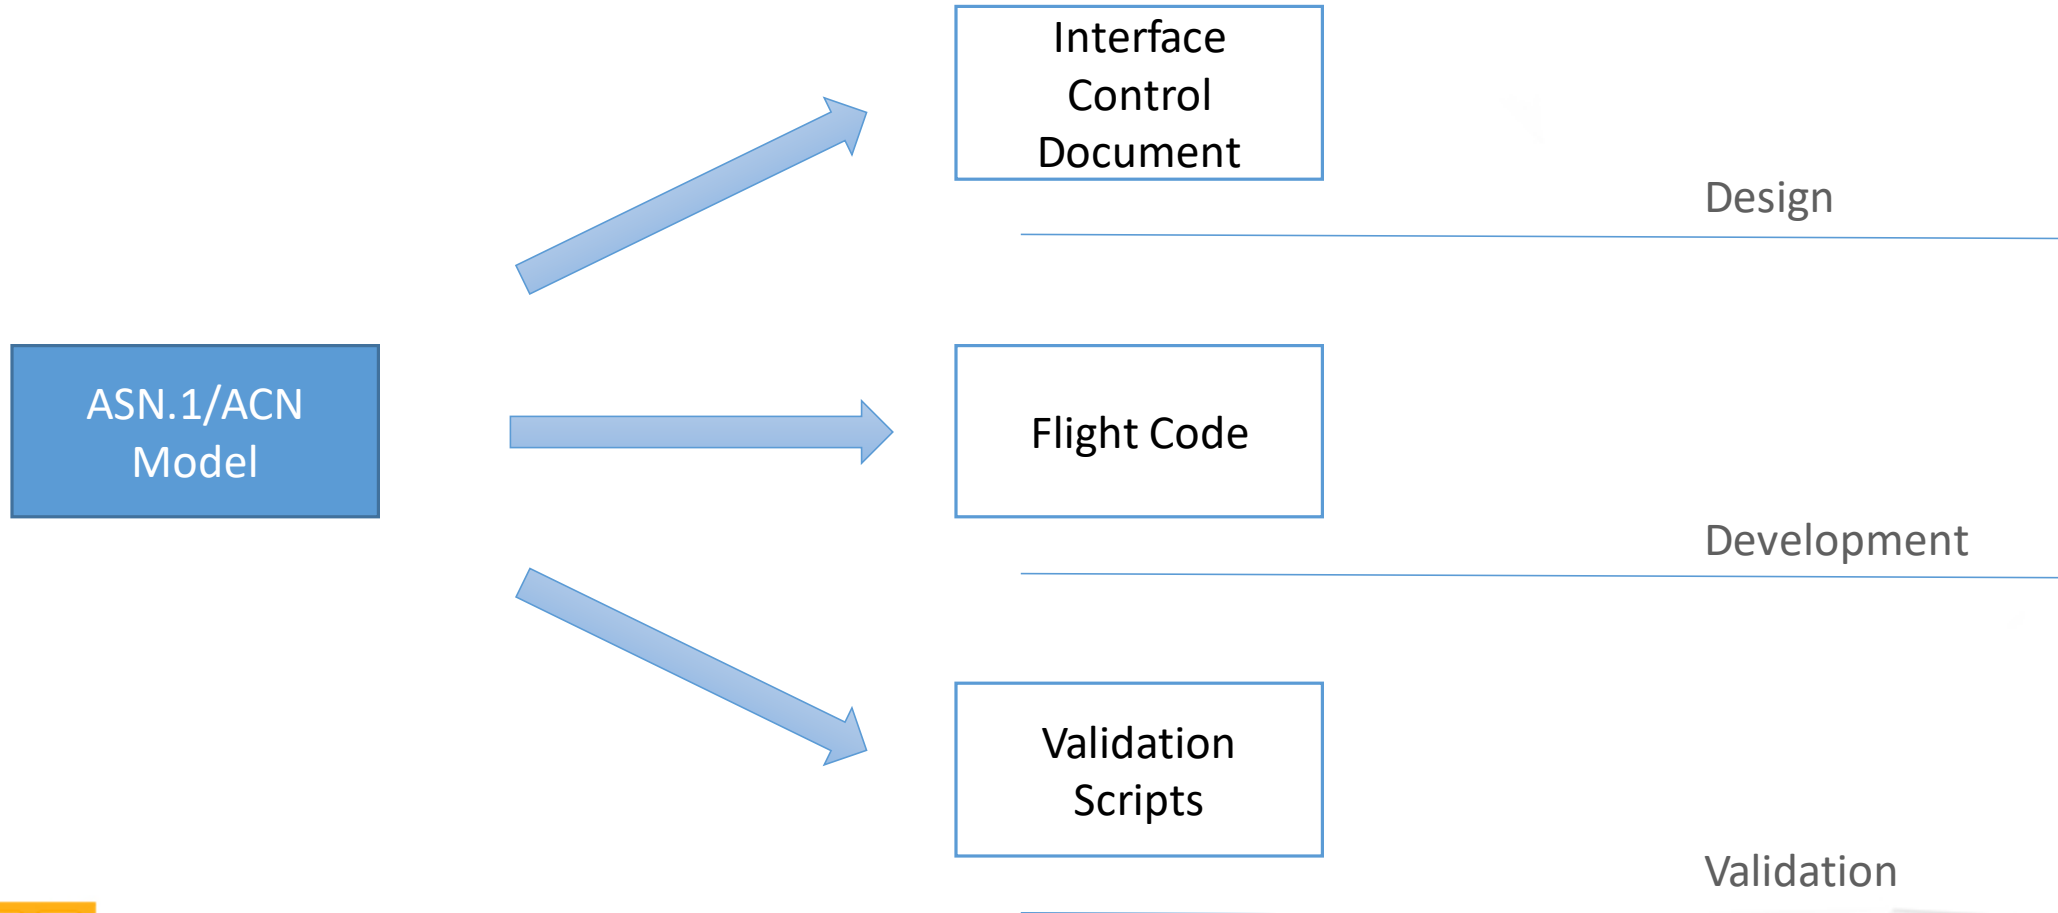 Interface
Control
Document
Design
ASN.1/ACN
Model
Flight Code
Development
Validation
Scripts
Validation